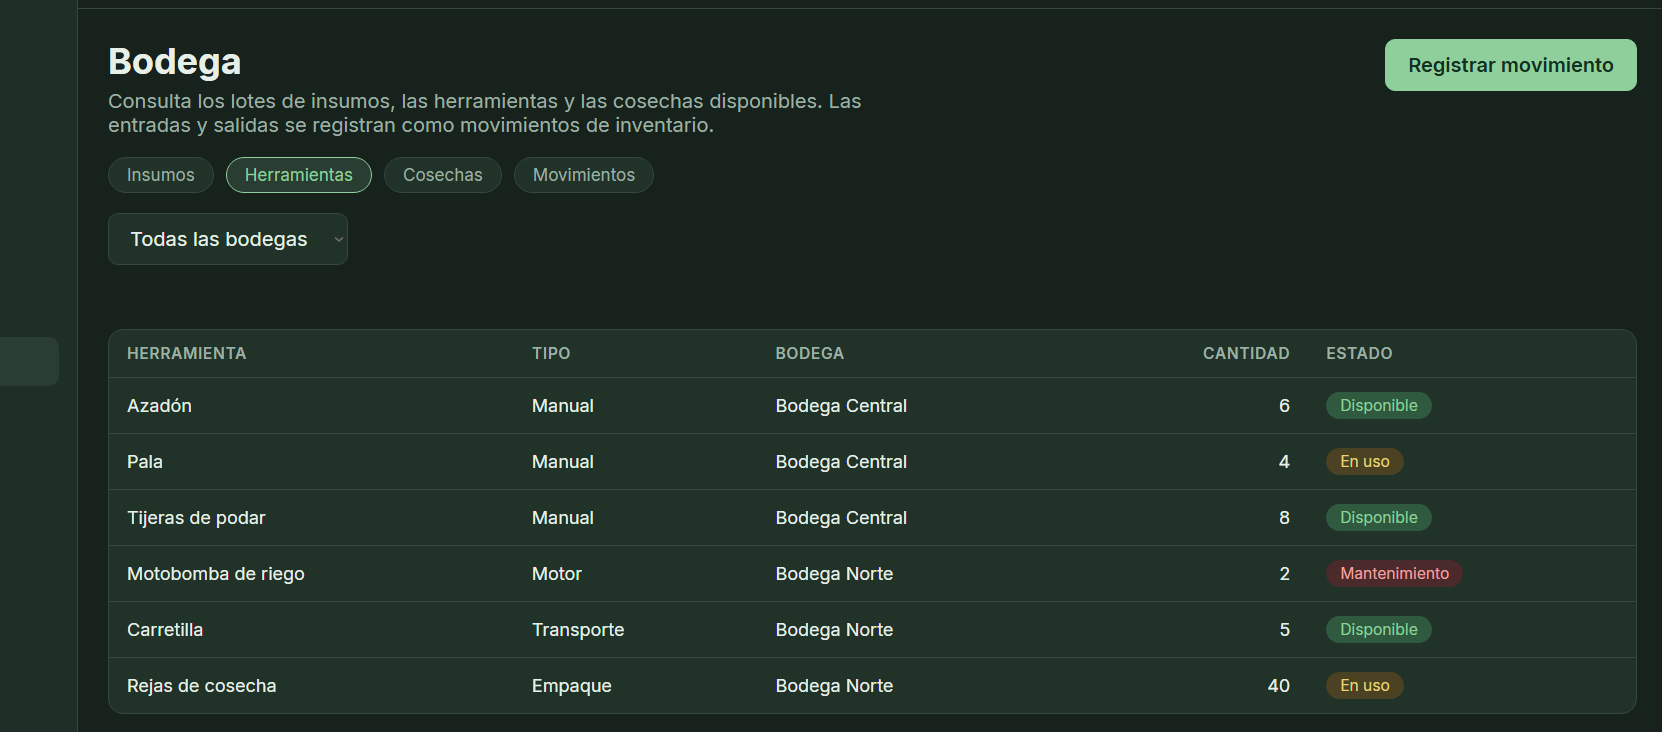 Bodega
Registrar movimiento
Consulta los lotes de insumos, las herramientas y las cosechas disponibles. Las
entradas y salidas se registran como movimientos de inventario.
Insumos Herramientas Cosechas Movimientos
Todas las bodegas
HERRAMIENTA TIPO BODEGA CANTIDAD ESTADO
Azadón Manual Bodega Central 6 Disponible
Pala Manual Bodega Central 4 En uso
Tijeras de podar Manual Bodega Central 8 Disponible
Motobomba de riego Motor Bodega Norte 2 Mantenimiento
Carretilla Transporte Bodega Norte 5 Disponible
Rejas de cosecha Empaque Bodega Norte 40 En uso